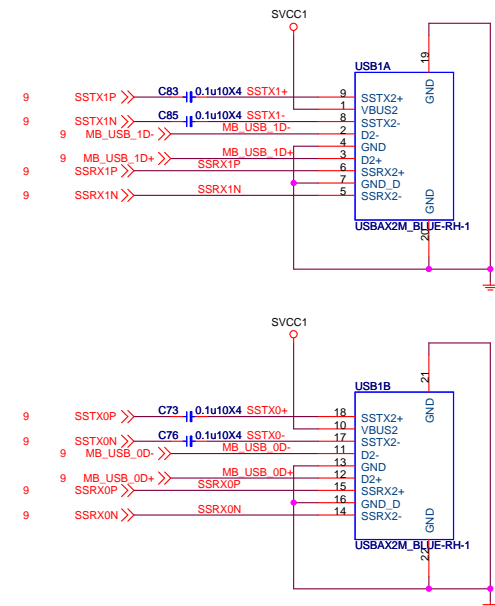 SVCC1
USB1A
19
GND
9 SSTX1P C83 0.1u10X4 SSTX1+ 9 SSTX2+
1 VBUS2
9 SSTX1N C85 0.1u10X4 SSTX1- 8 SSTX2-
9 MB_USB_1D- MB_USB_1D- 2 D2-
4 GND
9 MB_USB_1D+ MB_USB_1D+ 3 D2+
9 SSRX1P SSRX1P 6 SSRX2+
7 GND_D
9 SSRX1N SSRX1N 5 SSRX2-
GND
20
USBAX2M_BLUE-RH-1
SVCC1
USB1B
21
GND
9 SSTX0P C73 0.1u10X4 SSTX0+ 18 SSTX2+
10 VBUS2
9 SSTX0N C76 0.1u10X4 SSTX0- 17 SSTX2-
9 MB_USB_0D- MB_USB_0D- 11 D2-
13 GND
9 MB_USB_0D+ MB_USB_0D+ 12 D2+
9 SSRX0P SSRX0P 15 SSRX2+
16 GND_D
9 SSRX0N SSRX0N 14 SSRX2-
GND
22
USBAX2M_BLUE-RH-1